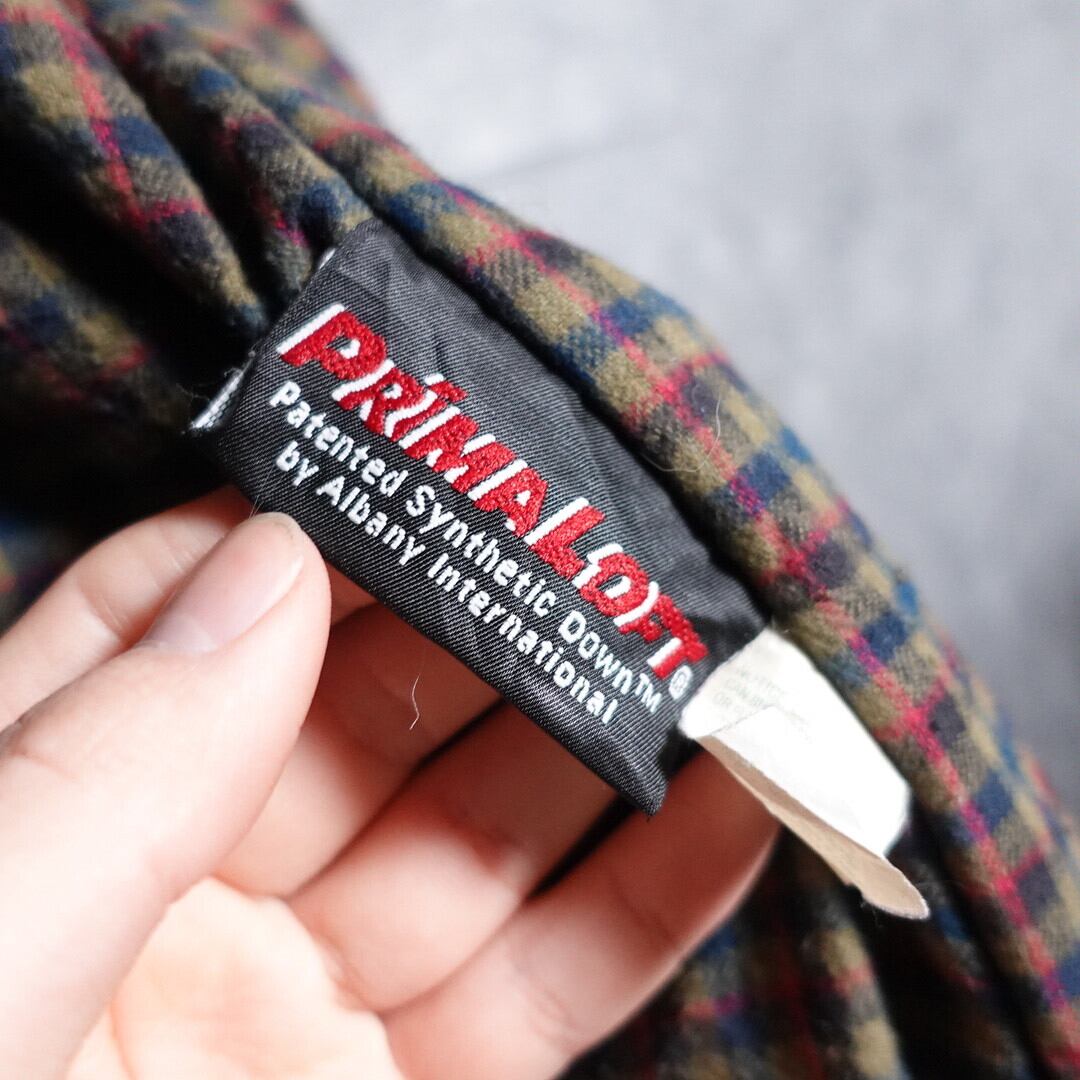 PRIMALOFT®
Patented Synthetic Down™
by Albany International